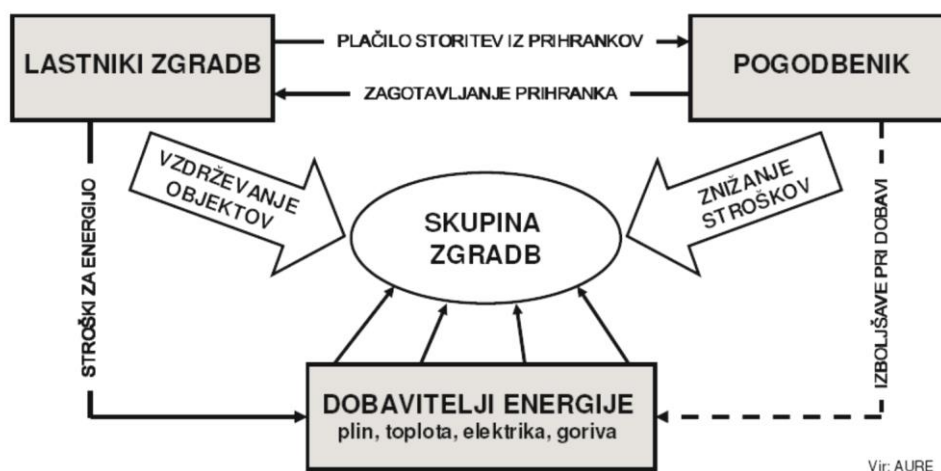 LASTNIKI ZGRADB
PLAČILO STORITEV IZ PRIHRANKOV
POGODBENIK
ZAGOTAVLJANJE PRIHRANKA
VZDRŽEVANJE
OBJEKTOV
ZNIŽANJE
STROŠKOV
SKUPINA
ZGRADB
STROŠKI ZA ENERGIJO
IZBOLJŠAVE PRI DOBAVI
DOBAVITELJI ENERGIJE
plin, toplota, elektrika, goriva
Vir: AURE